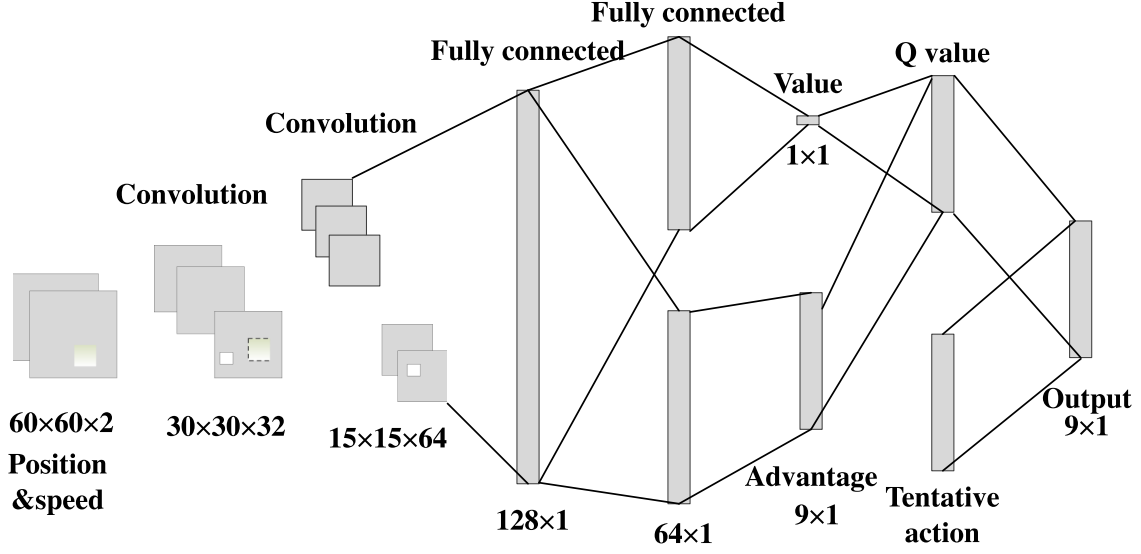 Fully connected
Fully connected
Q value
Value
Convolution
1×1
Convolution
Output
9×1
60×60×2
30×30×32
15×15×64
Position
&speed
Advantage
9×1
Tentative
action
128×1
64×1